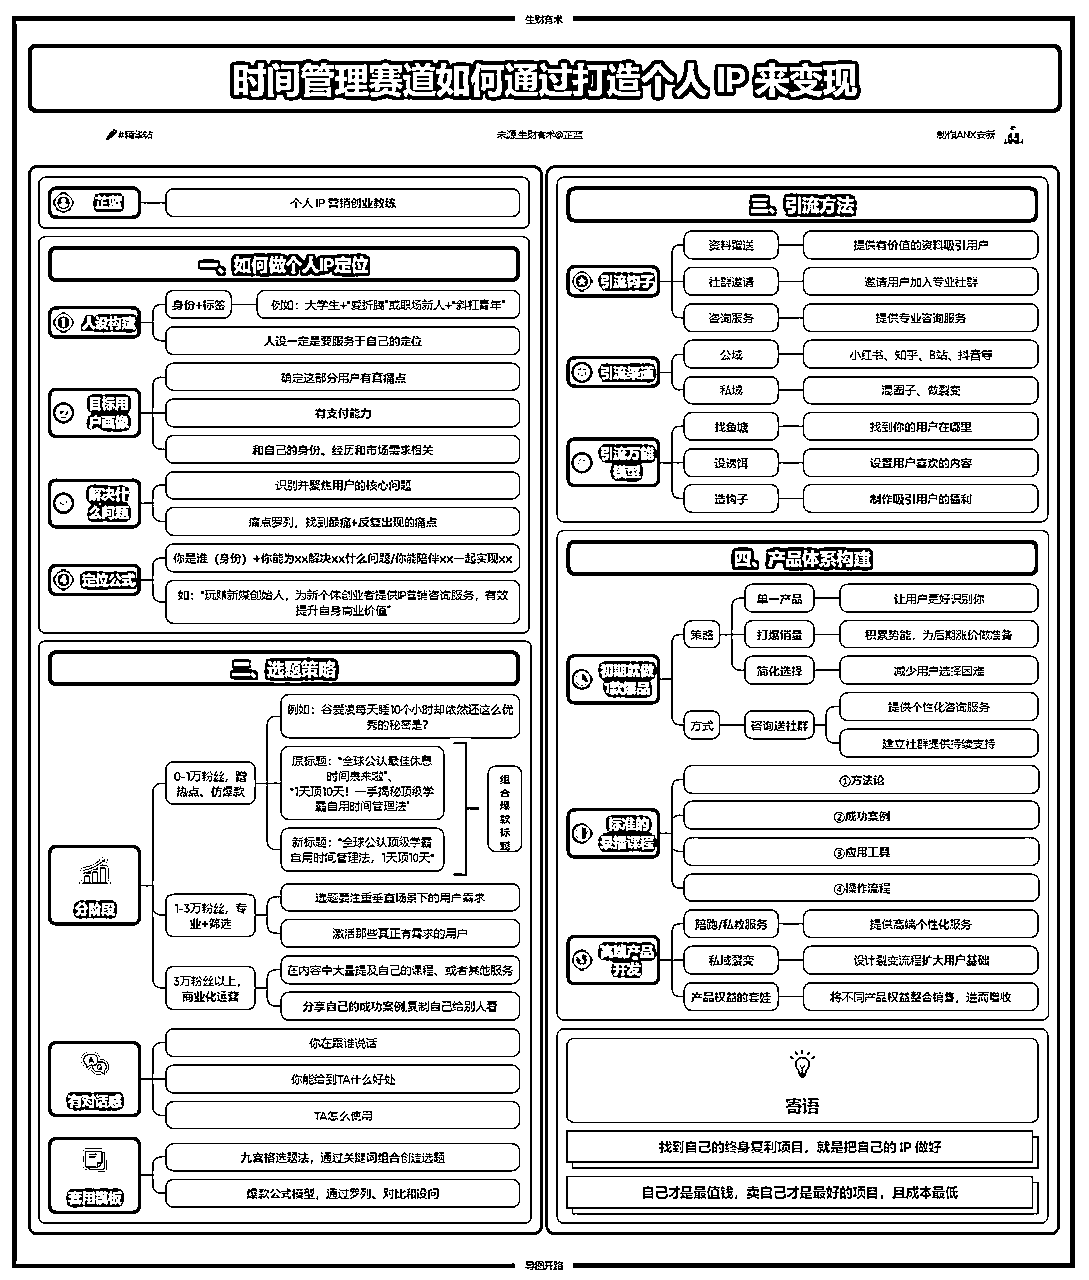 生财有术
时间管理赛道如何通过打造个人 IP 来变现
#精华帖
来源:生财有术@正蓝
制作ANX安新
个人 IP 营销创业教练
一、如何做个人IP定位
人设构建
身份+标签
例如：大学生+“爱折腾”或职场新人+“斜杠青年”
人设一定是要服务于自己的定位
目标用
户画像
确定这部分用户有真痛点
有支付能力
和自己的身份、经历和市场需求相关
解决什
么问题
识别并聚焦用户的核心问题
痛点罗列，找到最痛+反复出现的痛点
定位公式
你是谁（身份）+你能为xx解决xx什么问题/你能陪伴xx一起实现xx
如：“玩赚新媒创始人，为新个体创业者提供IP营销咨询服务，有效
提升自身商业价值”
二、选题策略
分阶段
0-1万粉丝，蹭
热点、仿爆款
例如：谷爱凌每天睡10个小时却依然还这么优
秀的秘密是?
原标题：“全球公认最佳休息
时间表来啦”、
“1天顶10天！一手揭秘顶级学
霸自用时间管理法”
新标题：“全球公认顶级学霸
自用时间管理法，1天顶10天”
组
合
爆
款
标
题
1-3万粉丝，专
业+筛选
选题要注重垂直场景下的用户需求
激活那些真正有需求的用户
3万粉丝以上，
商业化运营
在内容中大量提及自己的课程、或者其他服务
分享自己的成功案例,复制自己给别人看
有对话感
你在跟谁说话
你能给到TA什么好处
TA怎么使用
套用模板
九宫格选题法，通过关键词组合创造选题
爆款公式模型，通过罗列、对比和设问
三、引流方法
引流钩子
资料赠送
提供有价值的资料吸引用户
社群邀请
邀请用户加入专业社群
咨询服务
提供专业咨询服务
引流渠道
公域
小红书、知乎、B站、抖音等
私域
混圈子、做裂变
引流万能
模型
找鱼塘
找到你的用户在哪里
设诱饵
设置用户喜欢的内容
造钩子
制作吸引用户的福利
四、产品体系构建
初期就做
1款爆品
策略
单一产品
让用户更好识别你
打爆销量
积累势能，为后期涨价做准备
简化选择
减少用户选择困难
方式
咨询送社群
提供个性化咨询服务
建立社群提供持续支持
标准的
录播课程
①方法论
②成功案例
③应用工具
④操作流程
产品
开发
陪跑/私教服务
提供高端个性化服务
私域裂变
设计裂变流程扩大用户基础
产品权益的套娃
将不同产品权益整合销售，进而增收
寄语
找到自己的终身复利项目，就是把自己的 IP 做好
自己才是最值钱，卖自己才是最好的项目，且成本最低
导图开路